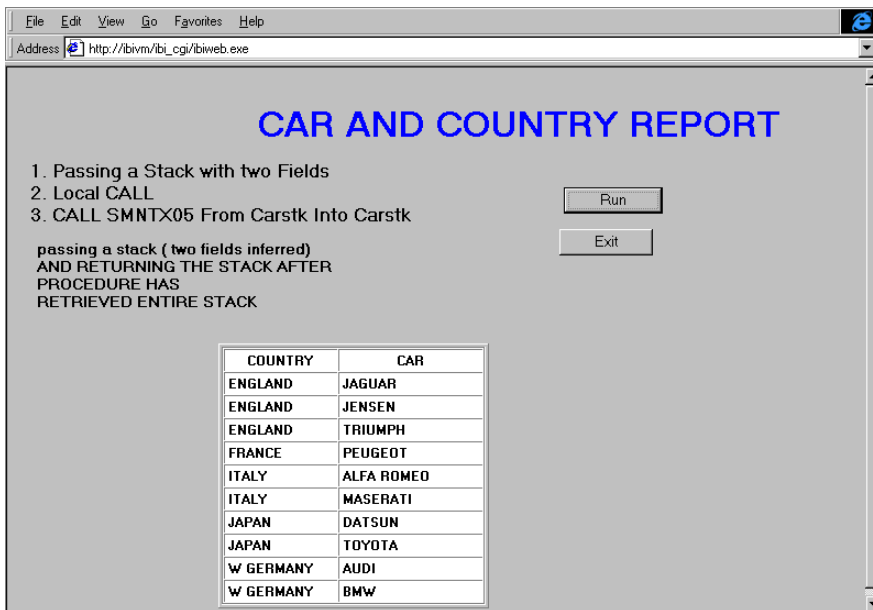 File Edit View Go Favorites Help
Address http://ibivm/ibi_cgi/ibiweb.exe
CAR AND COUNTRY REPORT
1. Passing a Stack with two Fields
2. Local CALL
3. CALL SMNTX05 From Carstk Into Carstk
Run
Exit
passing a stack ( two fields inferred)
AND RETURNING THE STACK AFTER
PROCEDURE HAS
RETRIEVED ENTIRE STACK
COUNTRY CAR
ENGLAND JAGUAR
ENGLAND JENSEN
ENGLAND TRIUMPH
FRANCE PEUGEOT
ITALY ALFA ROMEO
ITALY MASERATI
JAPAN DATSUN
JAPAN TOYOTA
W GERMANY AUDI
W GERMANY BMW